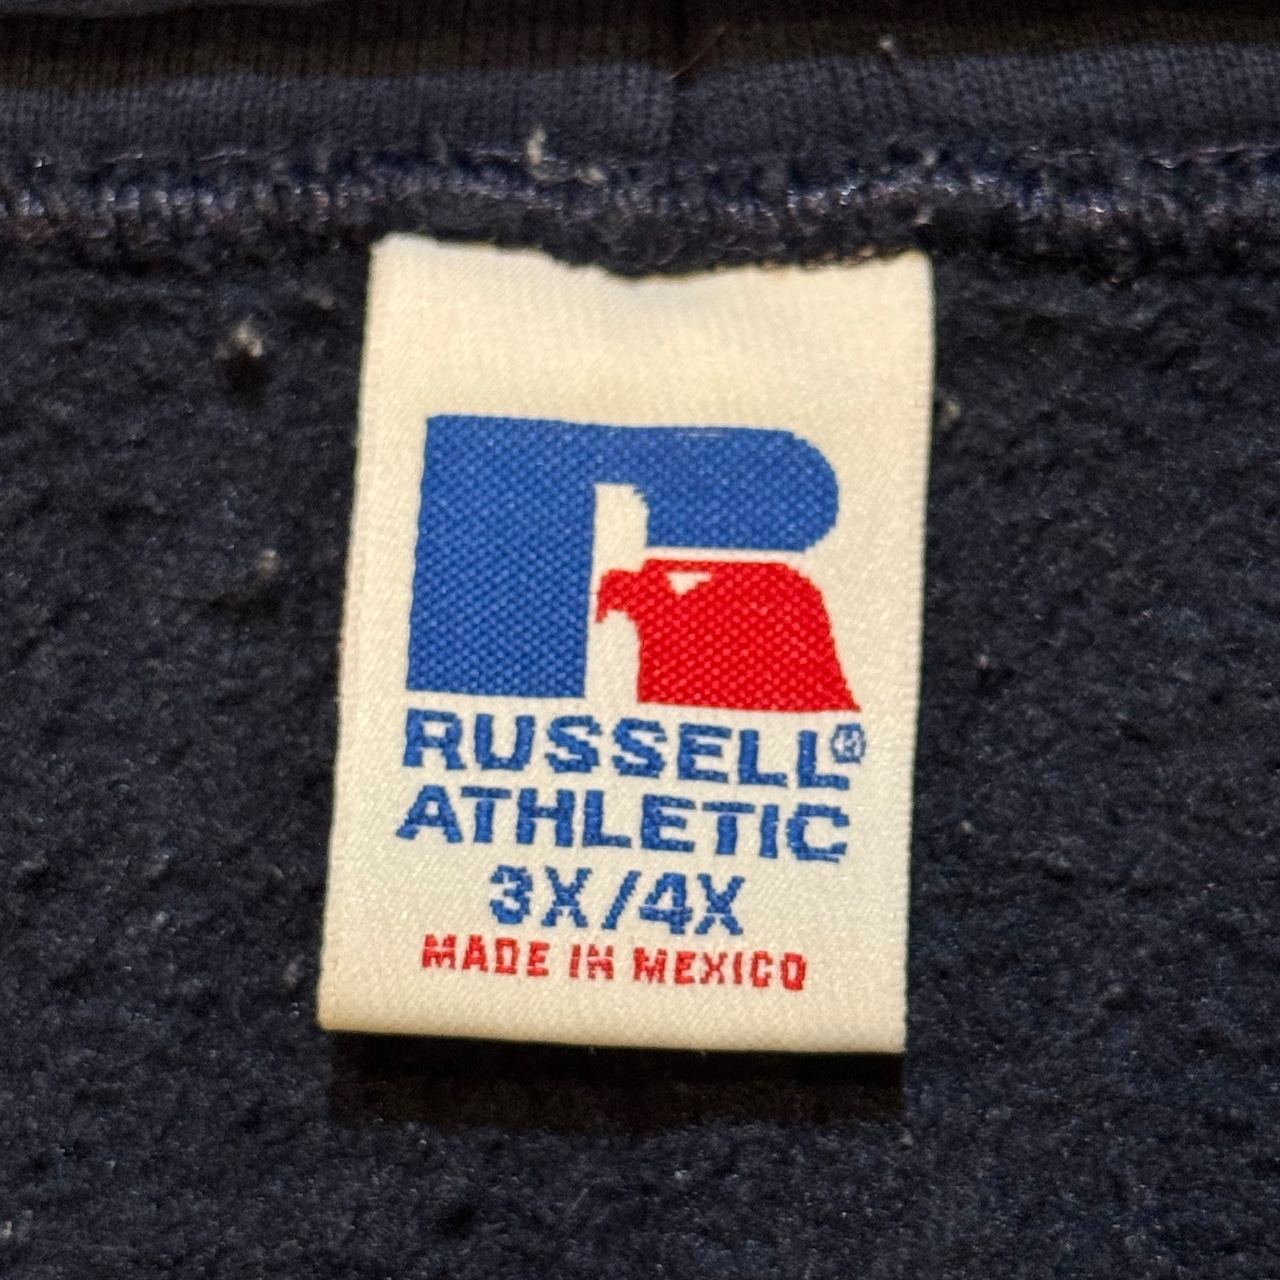 RUSSELL®
ATHLETIC
3X/4X
MADE IN MEXICO